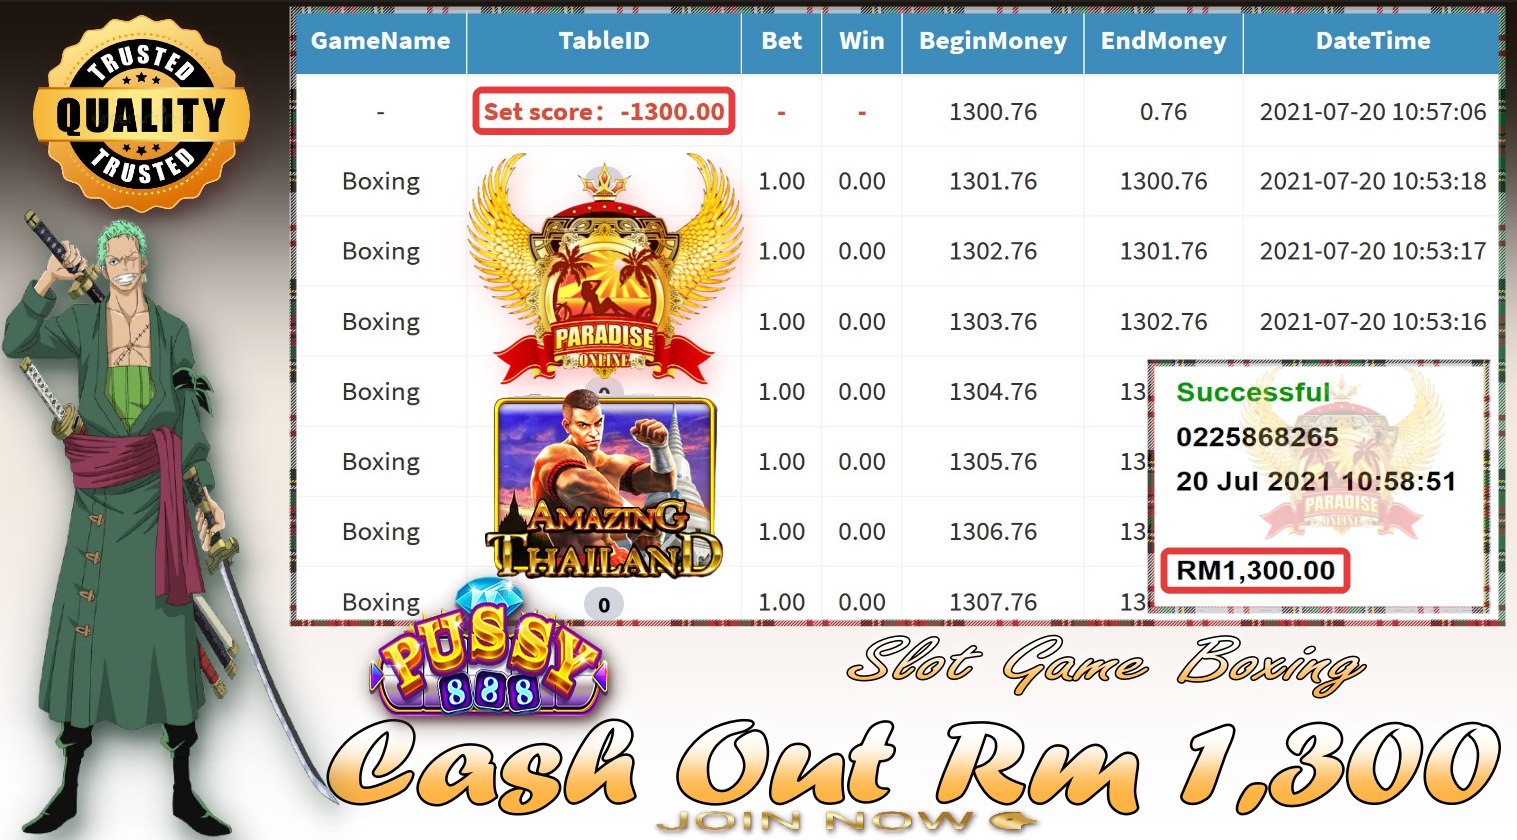 TRUSTED
QUALITY
TRUSTED
GameName TableID Bet Win BeginMoney EndMoney DateTime
- Set score: -1300.00 - - 1300.76 0.76 2021-07-20 10:57:06
Boxing 1.00 0.00 1301.76 1300.76 2021-07-20 10:53:18
Boxing 1.00 0.00 1302.76 1301.76 2021-07-20 10:53:17
Boxing 1.00 0.00 1303.76 1302.76 2021-07-20 10:53:16
PARADISE
ONLINE
Boxing 1.00 0.00 1304.76 13
Boxing 1.00 0.00 1305.76 13
Boxing 1.00 0.00 1306.76 13
AMAZING
THAILAND
Boxing 0 1.00 0.00 1307.76 13
Successful
0225868265
20 Jul 2021 10:58:51
PARADISE
ONLINE
RM1,300.00
PUSSY
888
Slot Game Boxing
Cash Out Rm 1,300
JOIN NOW